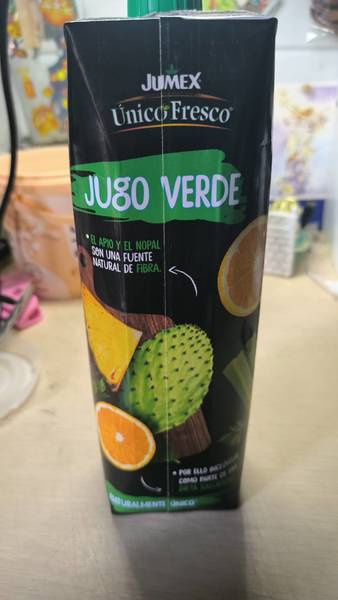 JUMEX
Único Fresco
JUGO VERDE
EL APIO Y EL NOPAL
SON UNA FUENTE
NATURAL DE FIBRA.
POR ELLO
COMO PARTE DE
NATURALMENTE ÚNICO